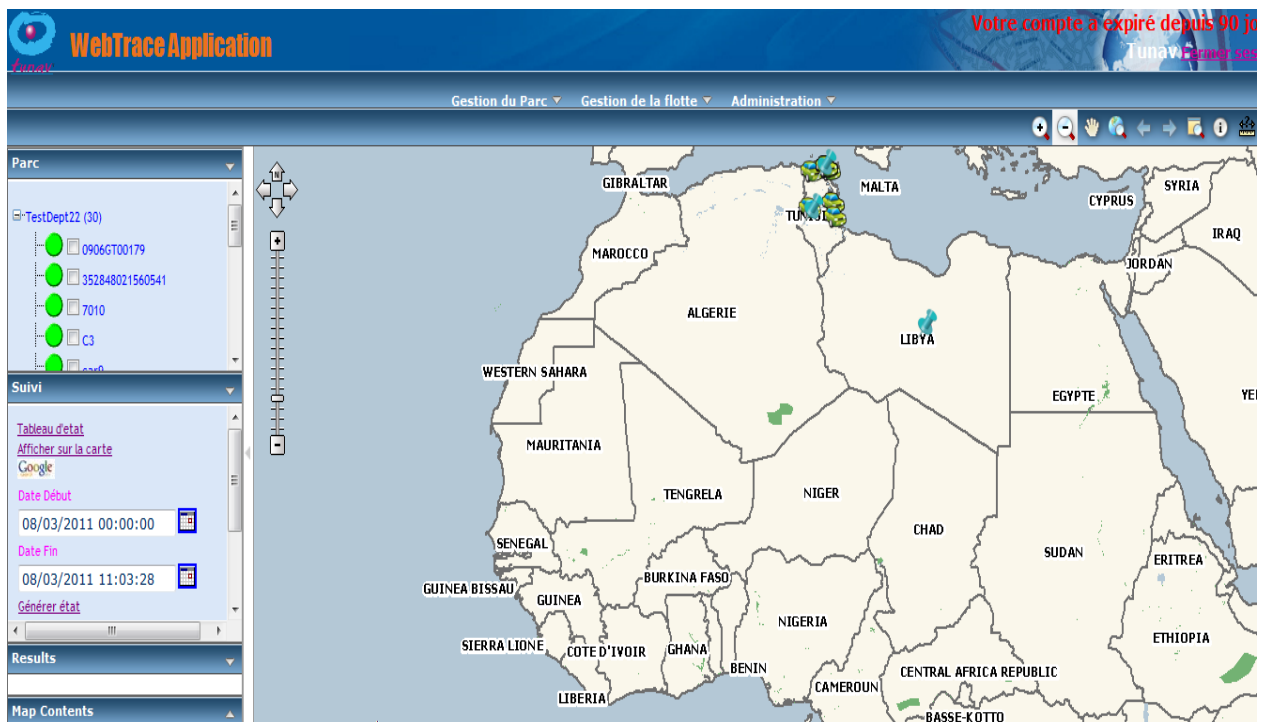 Votre compte a expiré depuis 90 jo
WebTrace Application
tunav
Tunav Fermer ses
Gestion du Parc Gestion de la flotte Administration
Parc
TestDept22 (30)
0906GT00179
352848021560541
7010
C3
car9
Suivi
Tableau d'etat
Afficher sur la carte
Google
Date Début
08/03/2011 00:00:00
Date Fin
08/03/2011 11:03:28
Générer état
Results
Map Contents
N
GIBRALTAR
MALTA
CYPRUS
SYRIA
IRAQ
JORDAN
MAROCCO
ALGERIE
LIBYA
EGYPTE
YE
WESTERN SAHARA
MAURITANIA
TENGRELA
NIGER
CHAD
SUDAN
ERITREA
SENEGAL
GUINEA BISSAU
BURKINA FASO
GUINEA
NIGERIA
ETHIOPIA
SIERRA LIONE
COTE D'IVOIR
GHANA
BENIN
CENTRAL AFRICA REPUBLIC
LIBERIA
CAMEROUN
BASSE-KOTTO